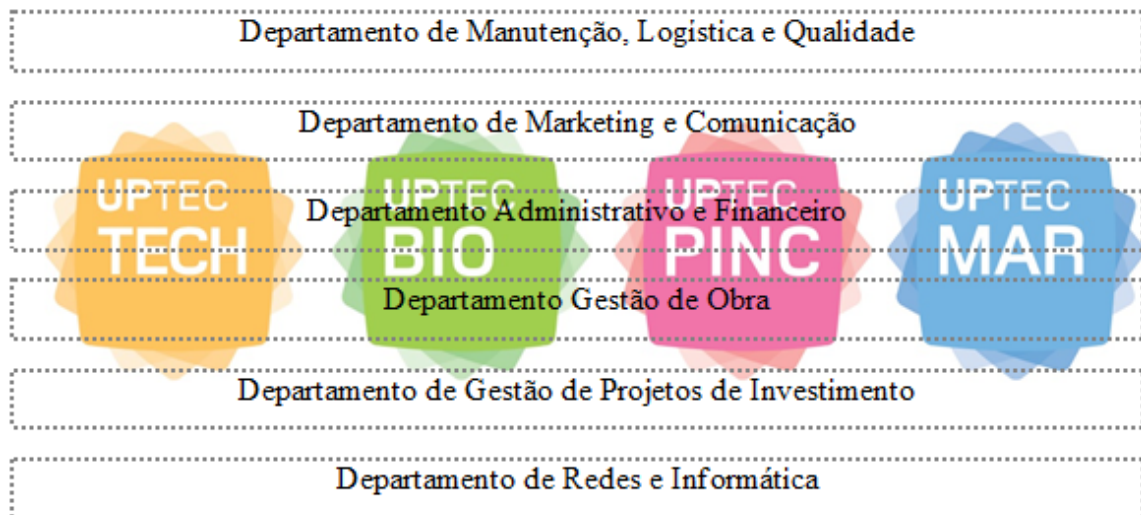 Departamento de Manutenção, Logística e Qualidade
Departamento de Marketing e Comunicação
UPTEC UPTEC UPTEC UPTEC
Departamento Administrativo e Financeiro
TECH BIO PINC MAR
Departamento Gestão de Obra
Departamento de Gestão de Projetos de Investimento
Departamento de Redes e Informática